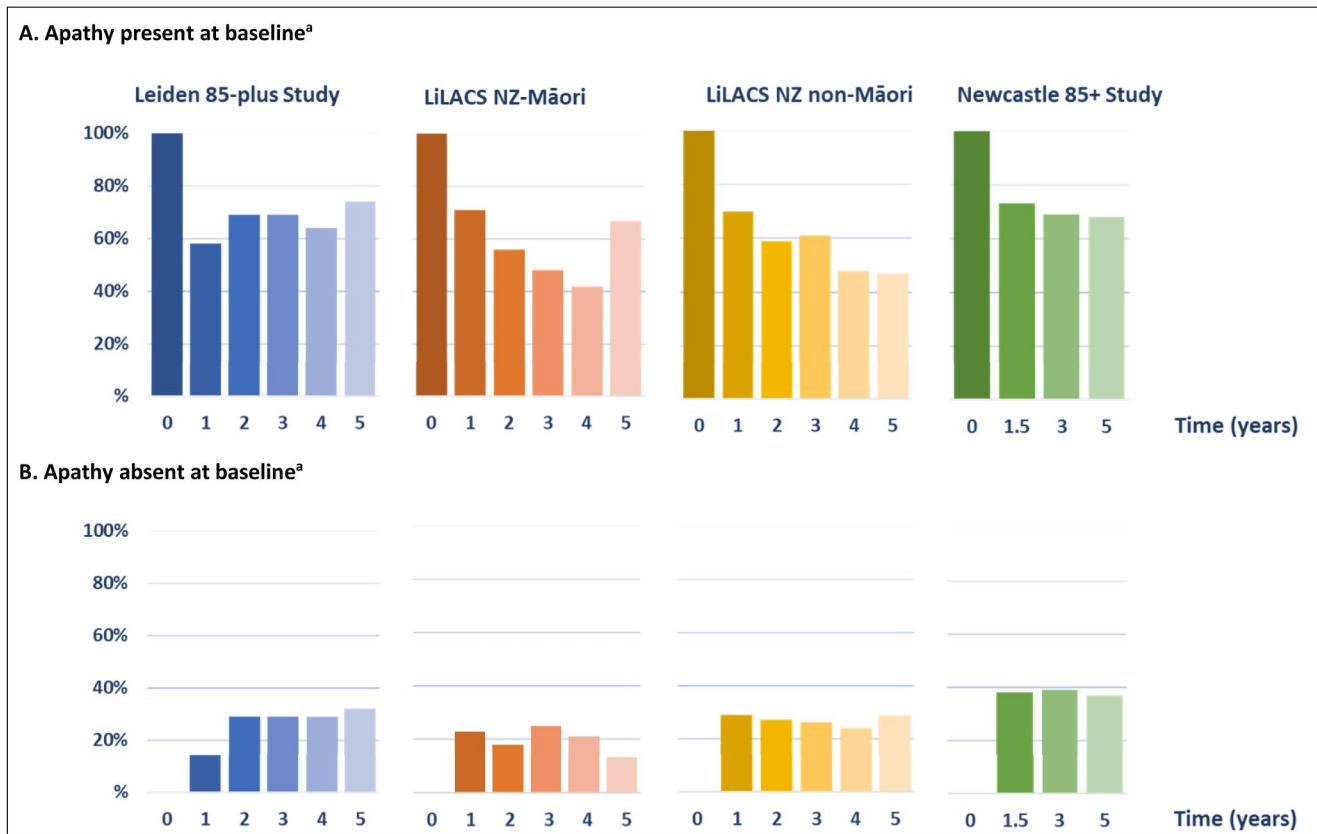 A. Apathy present at baselineᵃ
Leiden 85-plus Study LiLACS NZ-Māori LiLACS NZ non-Māori Newcastle 85+ Study
100%
80%
60%
40%
20%
%
0 1 2 3 4 5 0 1 2 3 4 5 0 1 2 3 4 5 0 1.5 3 5 Time (years)
B. Apathy absent at baselineᵃ
100%
80%
60%
40%
20%
%
0 1 2 3 4 5 0 1 2 3 4 5 0 1 2 3 4 5 0 1.5 3 5 Time (years)